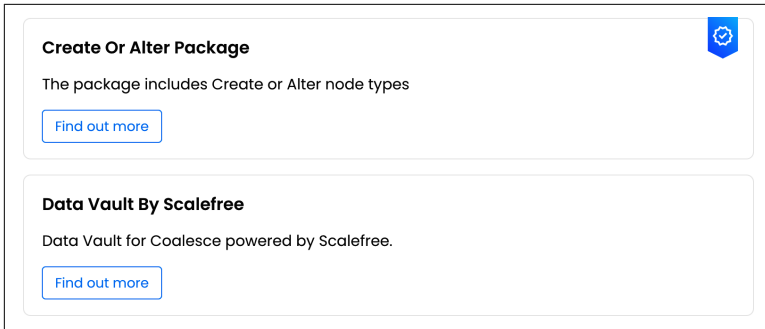 Create Or Alter Package
The package includes Create or Alter node types
Find out more
Data Vault By Scalefree
Data Vault for Coalesce powered by Scalefree.
Find out more